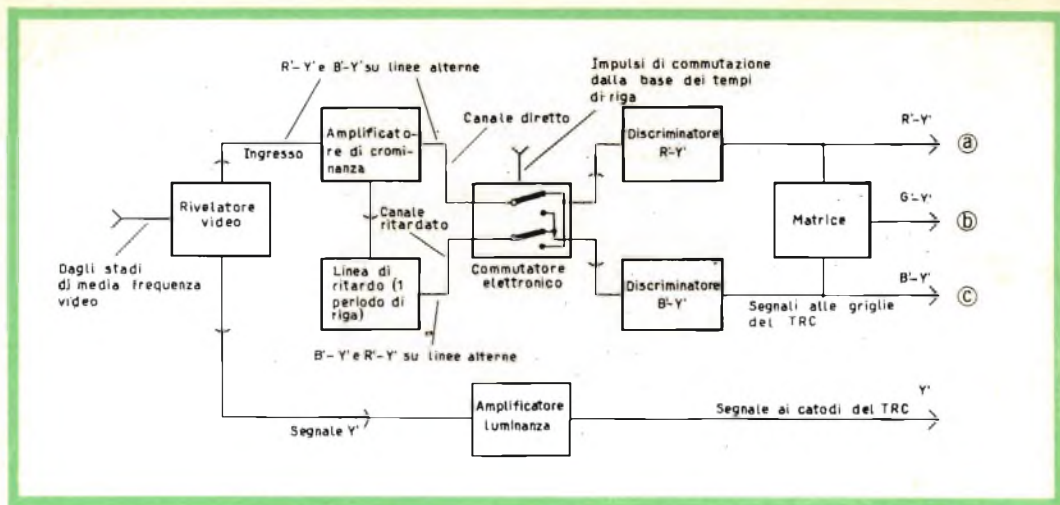 R'-Y' e B'-Y' su linee alterne
Impulsi di commutazione
dalla base dei tempi
di riga
Ingresso
Amplificato-
re di cromi-
nanza
Canale diretto
Discriminatore
R'-Y'
R'-Y'
a
Rivelatore
video
Canale
ritardato
Matrice
G'-Y'
b
Dagli stadi
di media frequenza
video
Linea di
ritardo (1
periodo di
riga)
Commutatore
elettronico
Discriminatore
B'-Y'
B'-Y'
c
Segnali alle griglie
del TRC
B'-Y' e R'-Y' su linee alterne
Segnale Y'
Amplificatore
luminanza
Segnale ai catodi del TRC
Y'